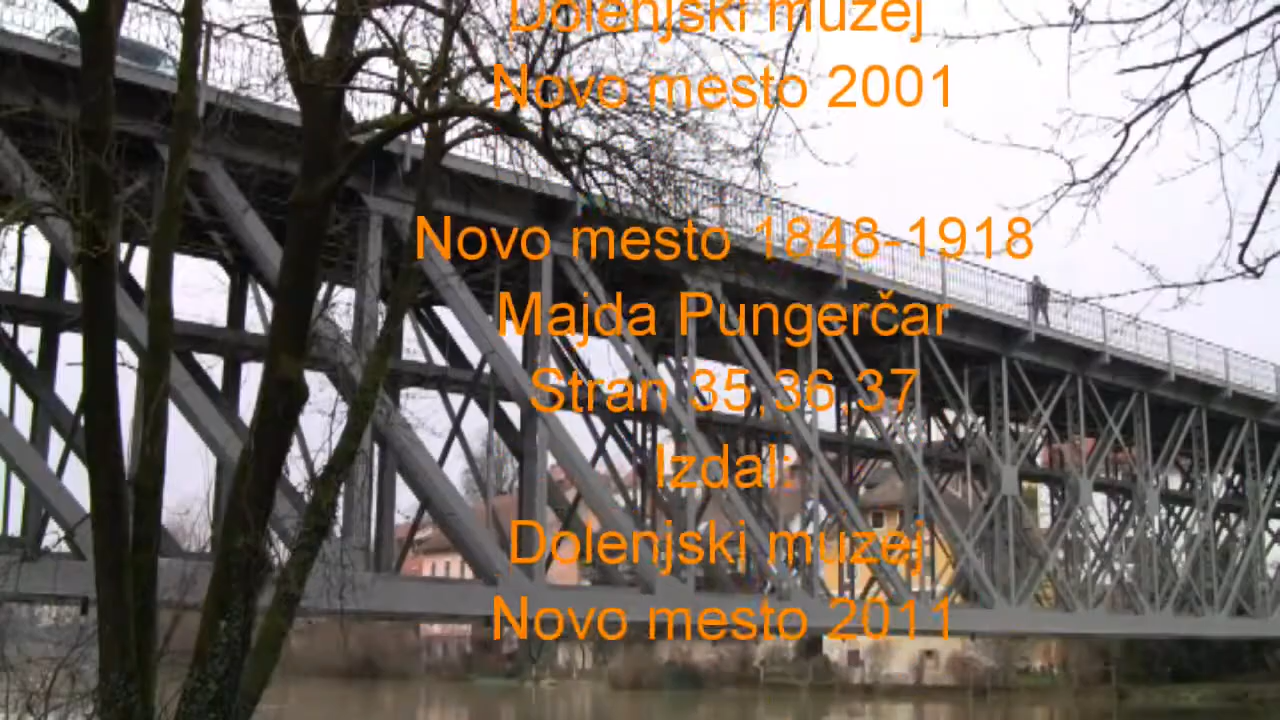 Dolenjski muzej
Novo mesto 2001
Novo mesto 1848-1918
Majda Pungerčar
Stran 35,36,37
Izdal:
Dolenjski muzej
Novo mesto 2011